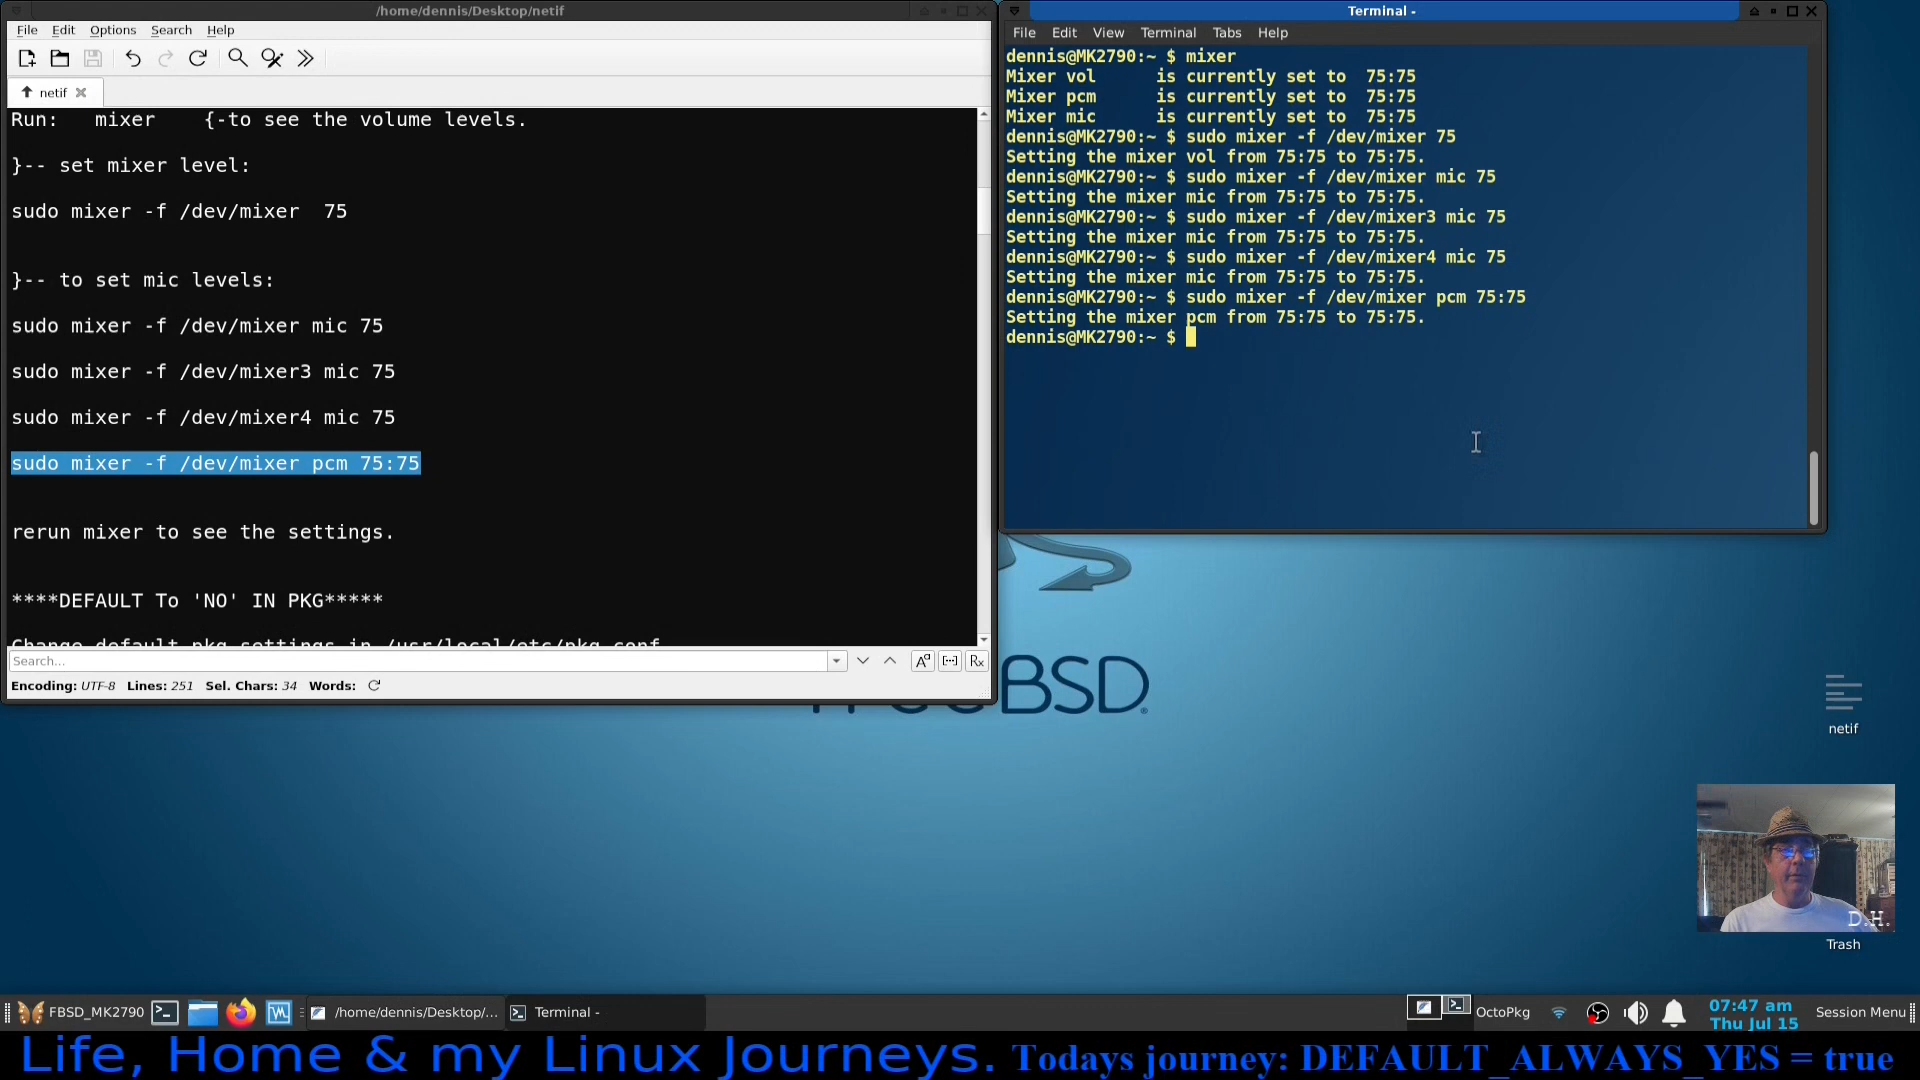 /home/dennis/Desktop/netif
File Edit Options Search Help
netif
Run:   mixer    {-to see the volume levels.
}-- set mixer level:
sudo mixer -f /dev/mixer  75
}-- to set mic levels:
sudo mixer -f /dev/mixer mic 75
sudo mixer -f /dev/mixer3 mic 75
sudo mixer -f /dev/mixer4 mic 75
sudo mixer -f /dev/mixer pcm 75:75
rerun mixer to see the settings.
****DEFAULT To 'NO' IN PKG*****
Change default pkg settings in /usr/local/etc/pkg.conf
Search...
Encoding: UTF-8 Lines: 251 Sel. Chars: 34 Words:
Terminal -
File Edit View Terminal Tabs Help
dennis@MK2790:~ $ mixer
Mixer vol      is currently set to  75:75
Mixer pcm      is currently set to  75:75
Mixer mic      is currently set to  75:75
dennis@MK2790:~ $ sudo mixer -f /dev/mixer 75
Setting the mixer vol from 75:75 to 75:75.
dennis@MK2790:~ $ sudo mixer -f /dev/mixer mic 75
Setting the mixer mic from 75:75 to 75:75.
dennis@MK2790:~ $ sudo mixer -f /dev/mixer3 mic 75
Setting the mixer mic from 75:75 to 75:75.
dennis@MK2790:~ $ sudo mixer -f /dev/mixer4 mic 75
Setting the mixer mic from 75:75 to 75:75.
dennis@MK2790:~ $ sudo mixer -f /dev/mixer pcm 75:75
Setting the mixer pcm from 75:75 to 75:75.
dennis@MK2790:~ $
BSD®
netif
D.H.
Trash
FBSD_MK2790
/home/dennis/Desktop/...
Terminal -
OctoPkg
07:47 am
Thu Jul 15
Session Menu
Life, Home & my Linux Journeys. Todays journey: DEFAULT_ALWAYS_YES = true